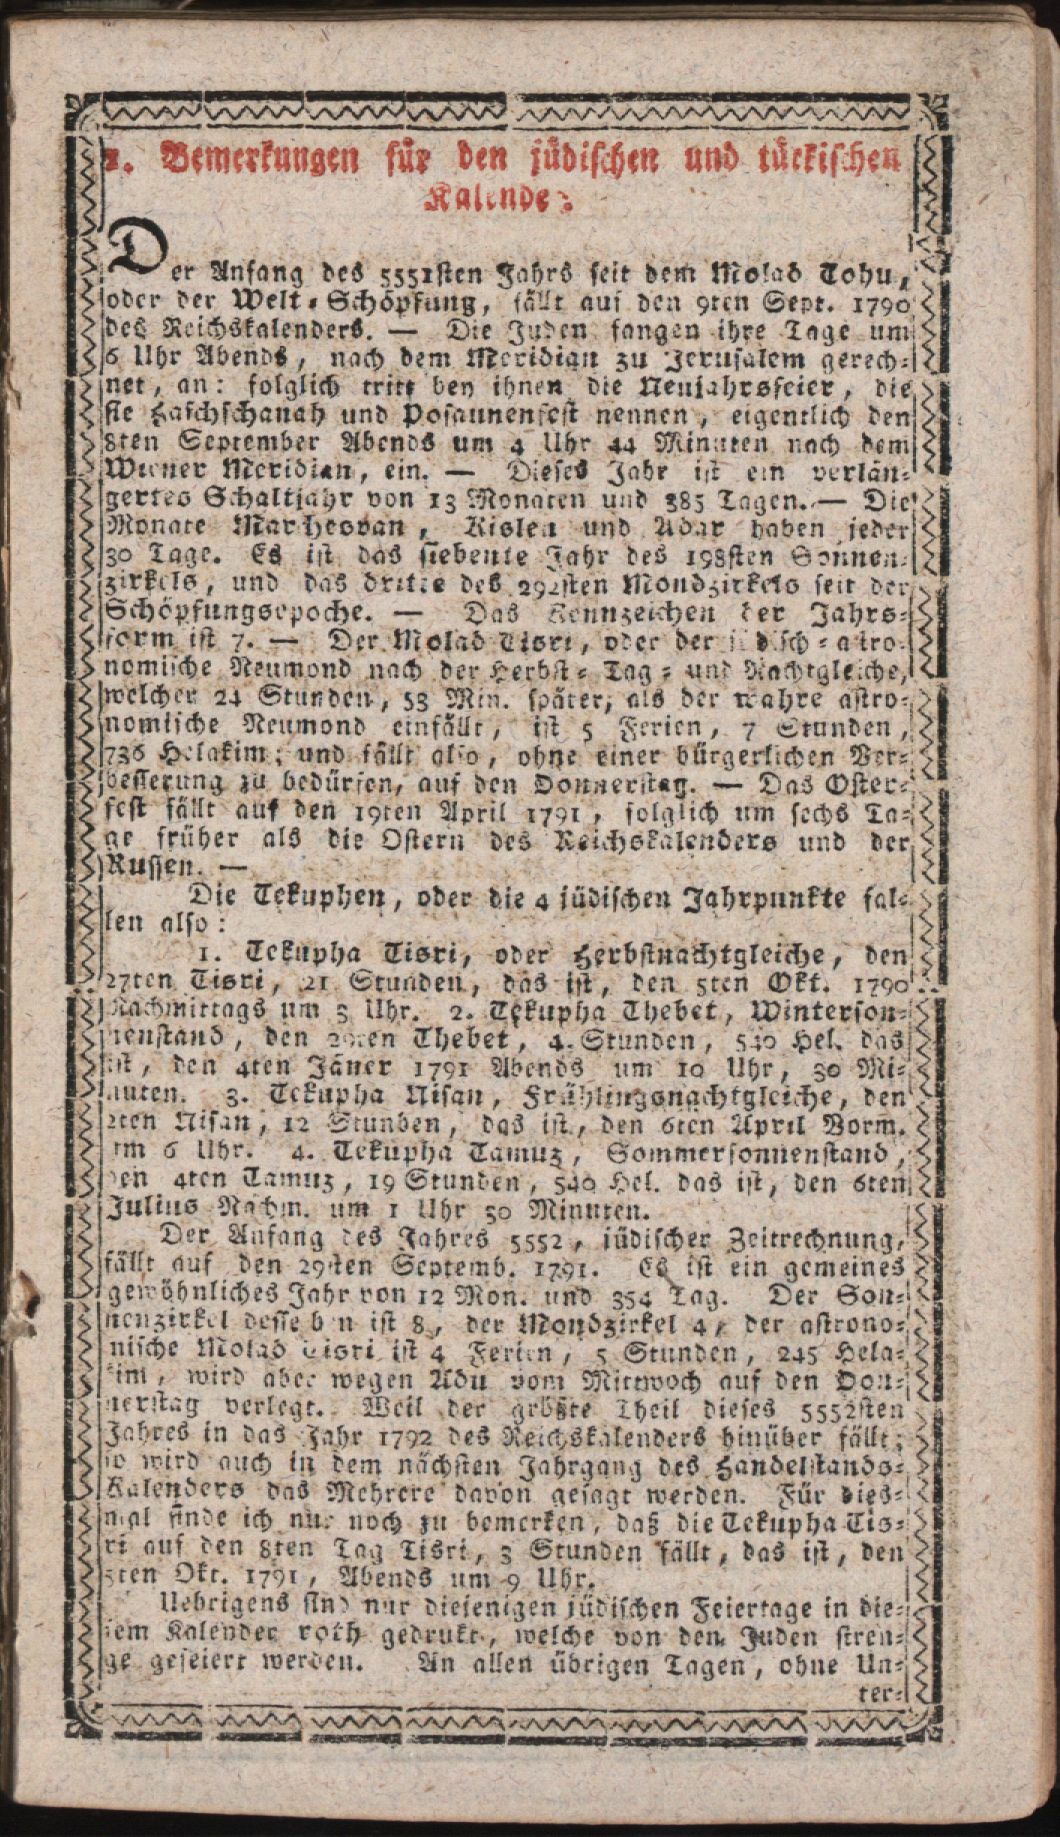 1. Bemerkungen für den jüdischen und türkischen
Kalender
Der Anfang des 5551sten Jahrs seit dem Molad Tohu,
oder der Welt-Schöpfung, fällt auf den 9ten Sept. 1790
des Reichskalenders. — Die Juden fangen ihre Tage um
6 Uhr Abends, nach dem Meridian zu Jerusalem gerech-
net, an: folglich tritt bey ihnen die Neujahrsfeier, die
sie Haschschanah und Posaunenfest nennen, eigentlich den
8ten September Abends um 4 Uhr 44 Minuten nach dem
Wiener Meridian, ein. — Dieses Jahr ist ein verlän-
gertes Schaltjahr von 13 Monaten und 385 Tagen. — Die
Monate Marhesvan, Kislen und Adar haben jeder
30 Tage. Es ist das siebente Jahr des 198sten Sonnen-
zirkels, und das dritte des 292sten Mondzirkels seit der
Schöpfungsepoche. — Das Kennzeichen der Jahrs-
form ist 7. — Der Molad Tisri, oder der jüdisch-astro-
nomische Neumond nach der Herbst- Tag- und Nachtgleiche,
welcher 24 Stunden, 53 Min. später, als der wahre astro-
nomische Neumond einfällt, ist 5 Ferien, 7 Stunden,
736 Helakim; und fällt also, ohne einer bürgerlichen Ver-
besserung zu bedürfen, auf den Donnerstag. — Das Oster-
fest fällt auf den 19ten April 1791, folglich um sechs Ta-
ge früher als die Ostern des Reichskalenders und der
Russen. —
Die Tekuphen, oder die 4 jüdischen Jahrpunkte fal-
len also:
1. Tekupha Tisri, oder Herbstnachtgleiche, den
27ten Tisri, 21 Stunden, das ist, den 5ten Okt. 1790
Nachmittags um 3 Uhr. 2. Tekupha Thebet, Winterson-
nenstand, den Thebet, 4. Stunden, 540 Hel. das
ist, den 4ten Jäner 1791 Abends um 10 Uhr, 30 Mi-
nuten. 3. Tekupha Nisan, Frühlingsnachtgleiche, den
2ten Nisan, 12 Stunden, das ist, den 6ten April Vorm.
um 6 Uhr. 4. Tekupha Tamuz, Sommersonnenstand,
den 4ten Tamuz, 19 Stunden, 540 Hel. das ist, den 6ten
Julius Nachm. um 1 Uhr 30 Minuten.
Der Anfang des Jahres 5552, jüdischer Zeitrechnung,
fällt auf den 29sten Septemb. 1791. Es ist ein gemeines
gewöhnliches Jahr von 12 Mon. und 354 Tag. Der Son-
nenzirkel desselben ist 8, der Mondzirkel 4, der astrono-
mische Molad Tisri ist 4 Ferien, 5 Stunden, 245 Hela-
kim, wird aber wegen Adu vom Mittwoch auf den Don-
nerstag verlegt. Weil der größte Theil dieses 5552sten
Jahres in das Jahr 1792 des Reichskalenders hinüber fällt;
so wird auch in dem nächsten Jahrgang des Handelstands-
Kalenders das Mehrere davon gesagt werden. Für dies-
mal finde ich nur noch zu bemerken, daß die Tekupha Tis-
ri auf den 8ten Tag Tisri, 3 Stunden fällt, das ist, den
5ten Okt. 1791, Abends um 9 Uhr.
Uebrigens sind nur diejenigen jüdischen Feiertage in die-
sem Kalender roth gedrukt, welche von den Juden stren-
ge gefeiert werden. An allen übrigen Tagen, ohne Un-
ter-